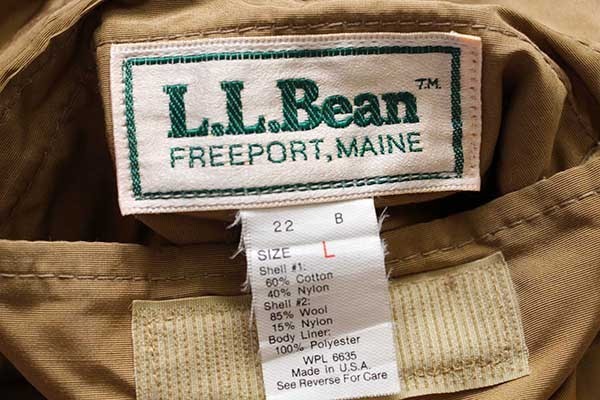 L.L.Bean T.M.
FREEPORT, MAINE
22 B
SIZE L
Shell #1:
60% Cotton
40% Nylon
Shell #2:
85% Wool
15% Nylon
Body Liner:
100% Polyester
WPL 6635
Made in U.S.A.
See Reverse For Care